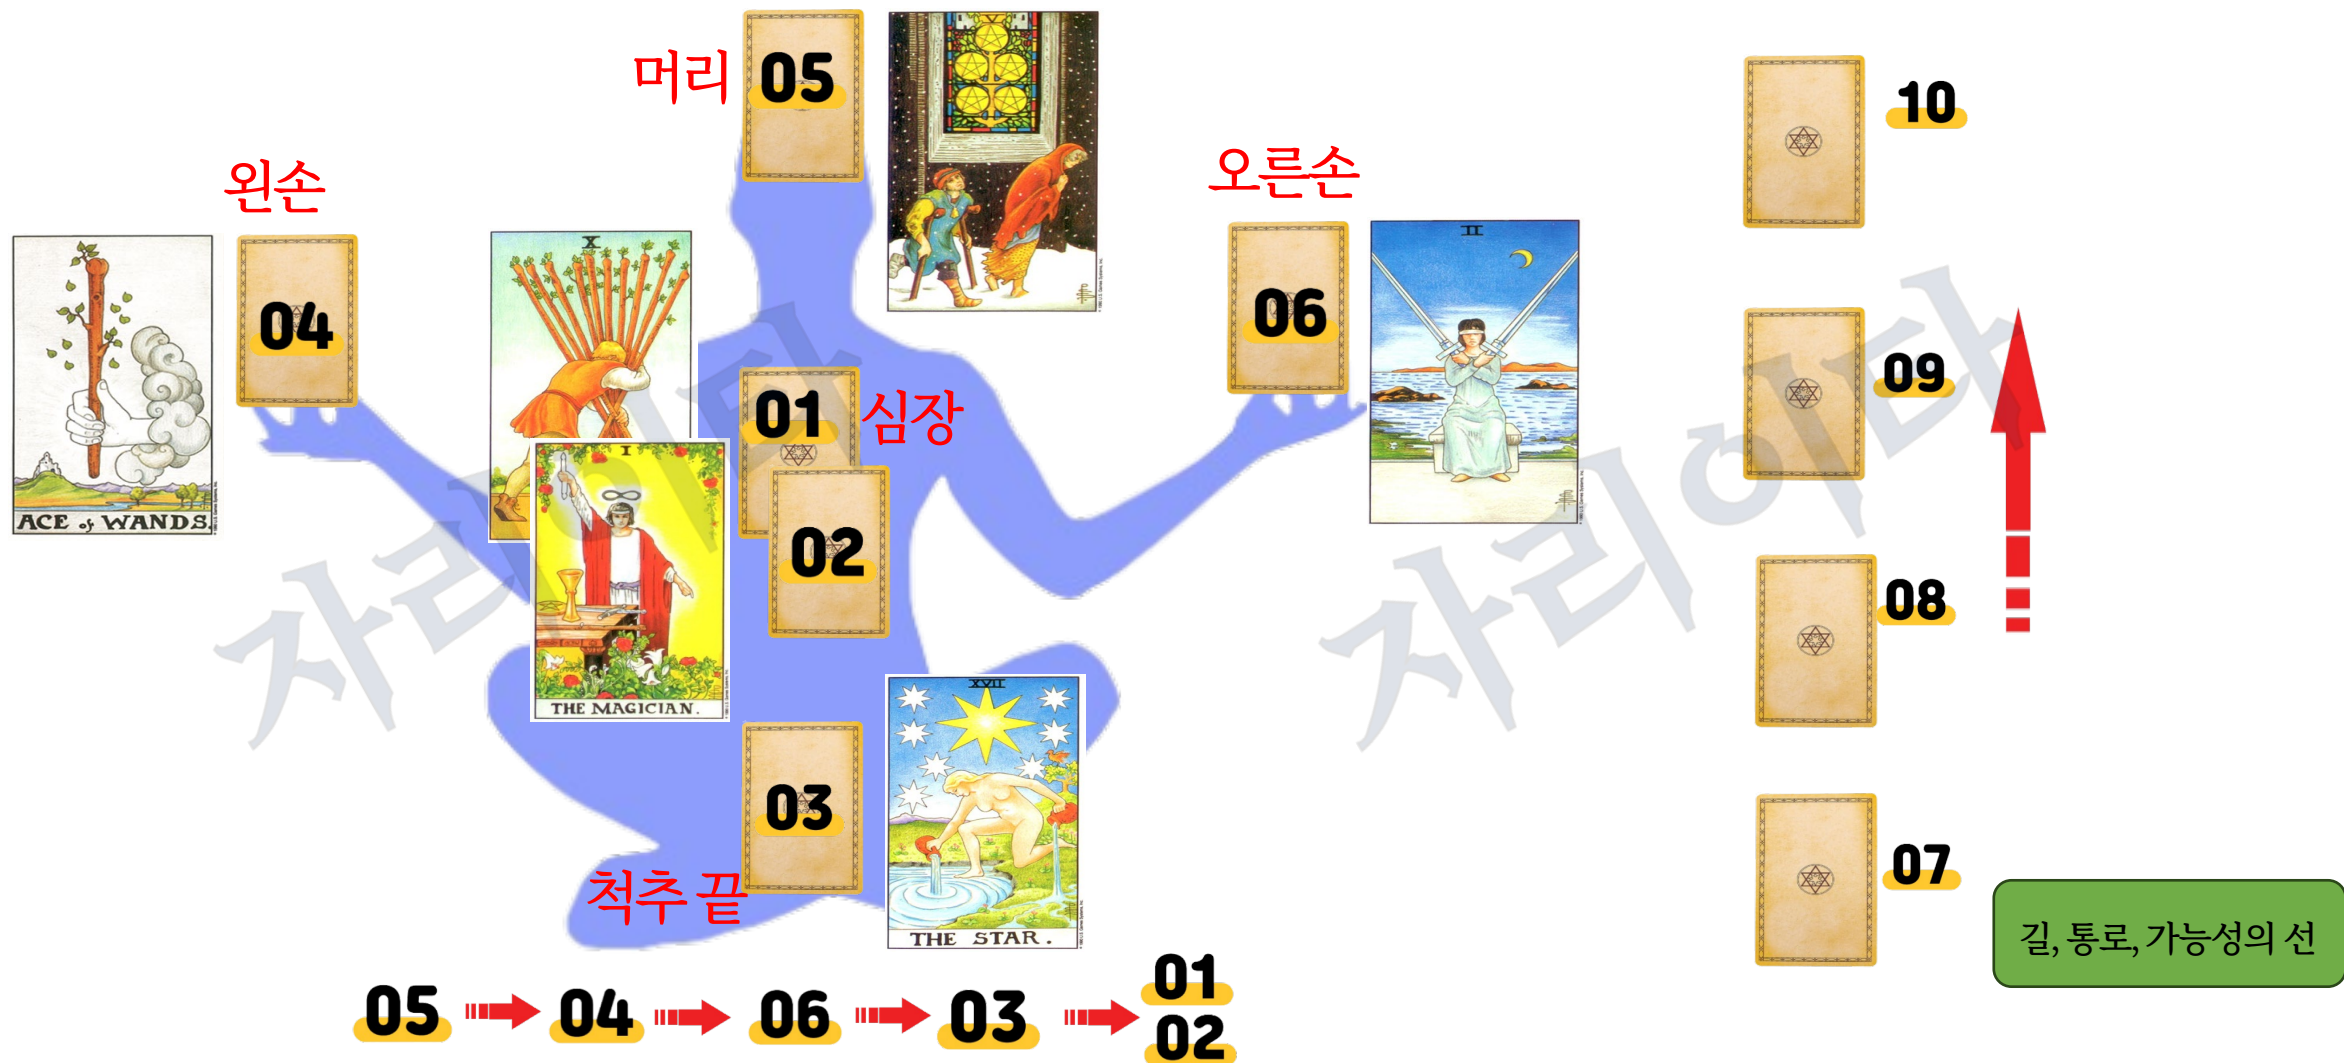 머리
05
10
왼손
오른손
04
X
06
II
01
심장
09
I
02
08
ACE of WANDS.
THE MAGICIAN.
XVII
03
척추 끝
THE STAR.
07
길, 통로, 가능성의 선
05
04
06
03
01
02
자리이타
자리이타